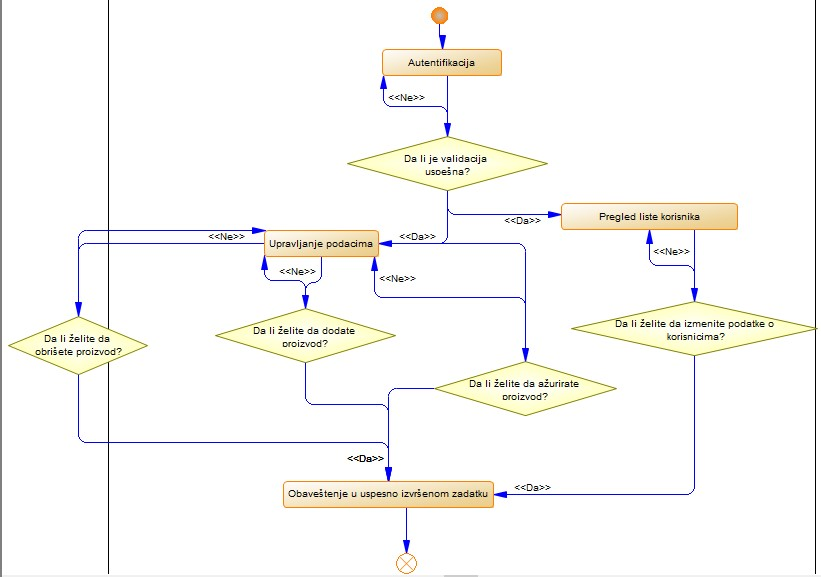 Autentifikacija
<<Ne>>
Da li je validacija
uspešna?
<<Da>>
Pregled liste korisnika
<<Ne>>
<<Da>>
Upravljanje podacima
<<Ne>>
<<Ne>>
<<Ne>>
Da li želite da
obrišete proizvod?
Da li želite da dodate
proizvod?
Da li želite da izmenite podatke o
korisnicima?
Da li želite da ažurirate
proizvod?
<<Da>>
<<Da>>
Obaveštenje u uspesno izvršenom zadatku